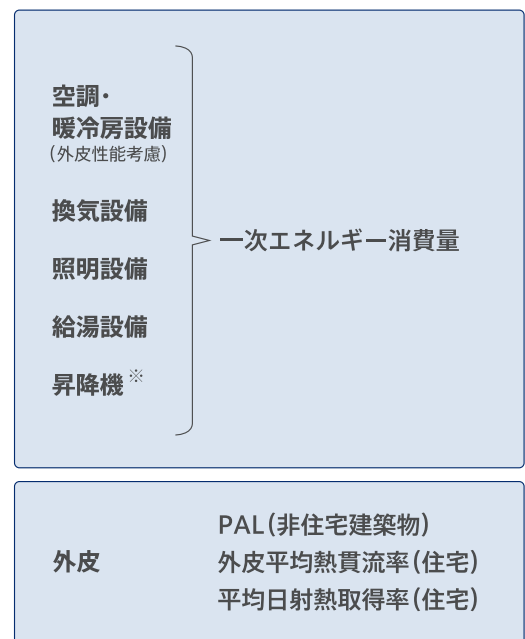 空調・
暖冷房設備
(外皮性能考慮)
換気設備
照明設備
給湯設備
昇降機※
一次エネルギー消費量
外皮
PAL(非住宅建築物)
外皮平均熱貫流率(住宅)
平均日射熱取得率(住宅)